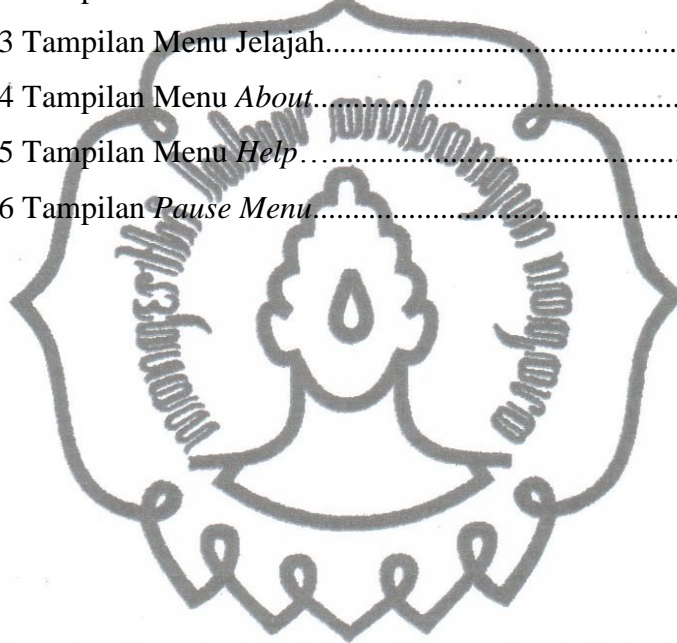 3 Tampilan Menu Jelajah..................................................
4 Tampilan Menu About....................................................
5 Tampilan Menu Help….................................................
6 Tampilan Pause Menu....................................................